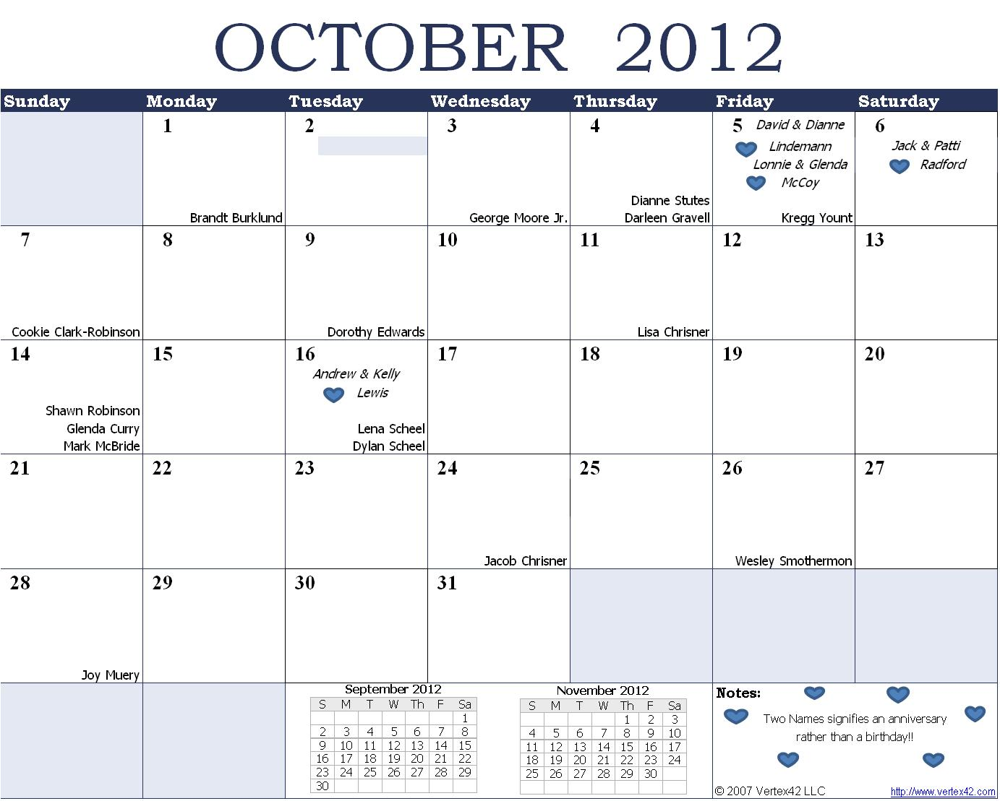 OCTOBER 2012
Sunday Monday Tuesday Wednesday Thursday Friday Saturday
1 2 3 4 5 David & Dianne 6
Lindemann Jack & Patti
Lonnie & Glenda Radford
McCoy
Dianne Stutes
Brandt Burklund George Moore Jr. Darleen Gravell Kregg Yount
7 8 9 10 11 12 13
Cookie Clark-Robinson Dorothy Edwards Lisa Chrisner
14 15 16 17 18 19 20
Andrew & Kelly
Lewis
Shawn Robinson
Glenda Curry Lena Scheel
Mark McBride Dylan Scheel
21 22 23 24 25 26 27
Jacob Chrisner Wesley Smothermon
28 29 30 31
Joy Muery
September 2012
S M T W Th F Sa
1
2 3 4 5 6 7 8
9 10 11 12 13 14 15
16 17 18 19 20 21 22
23 24 25 26 27 28 29
30
November 2012
S M T W Th F Sa
1 2 3
4 5 6 7 8 9 10
11 12 13 14 15 16 17
18 19 20 21 22 23 24
25 26 27 28 29 30
Notes:
Two Names signifies an anniversary
rather than a birthday!!
© 2007 Vertex42 LLC http://www.vertex42.com